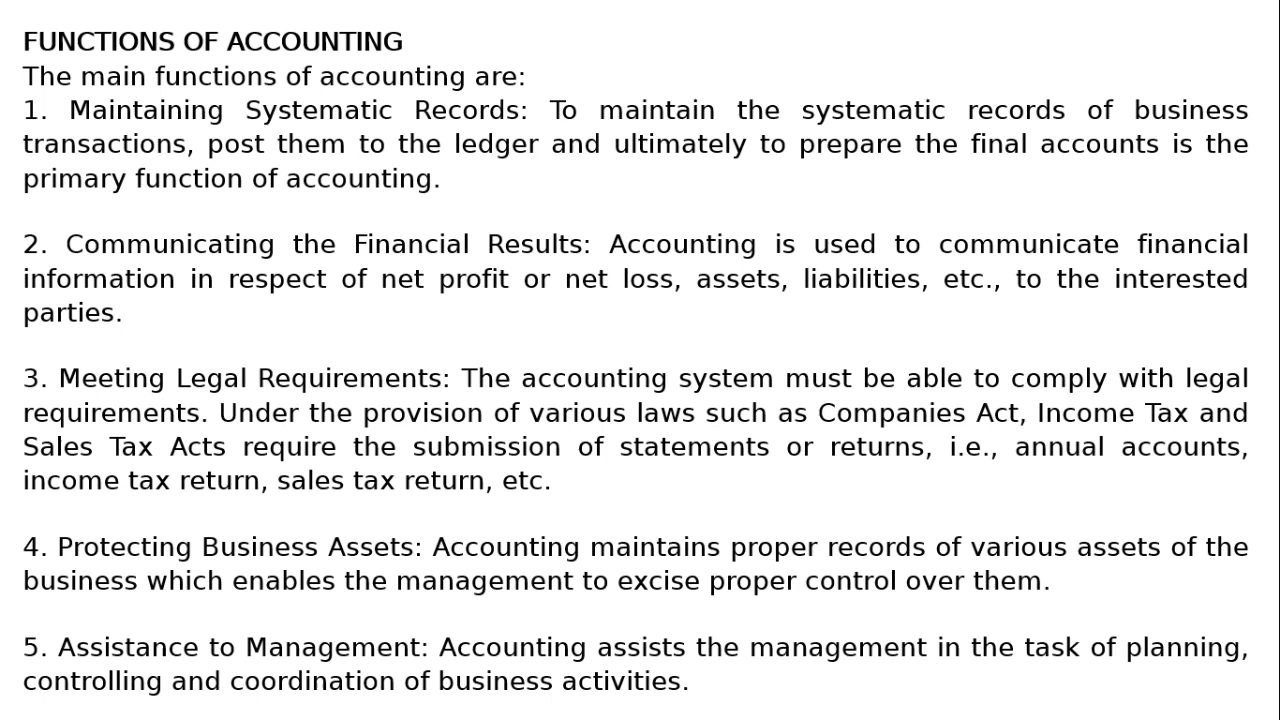 FUNCTIONS OF ACCOUNTING
The main functions of accounting are:
1. Maintaining Systematic Records: To maintain the systematic records of business
transactions, post them to the ledger and ultimately to prepare the final accounts is the
primary function of accounting.
2. Communicating the Financial Results: Accounting is used to communicate financial
information in respect of net profit or net loss, assets, liabilities, etc., to the interested
parties.
3. Meeting Legal Requirements: The accounting system must be able to comply with legal
requirements. Under the provision of various laws such as Companies Act, Income Tax and
Sales Tax Acts require the submission of statements or returns, i.e., annual accounts,
income tax return, sales tax return, etc.
4. Protecting Business Assets: Accounting maintains proper records of various assets of the
business which enables the management to excise proper control over them.
5. Assistance to Management: Accounting assists the management in the task of planning,
controlling and coordination of business activities.